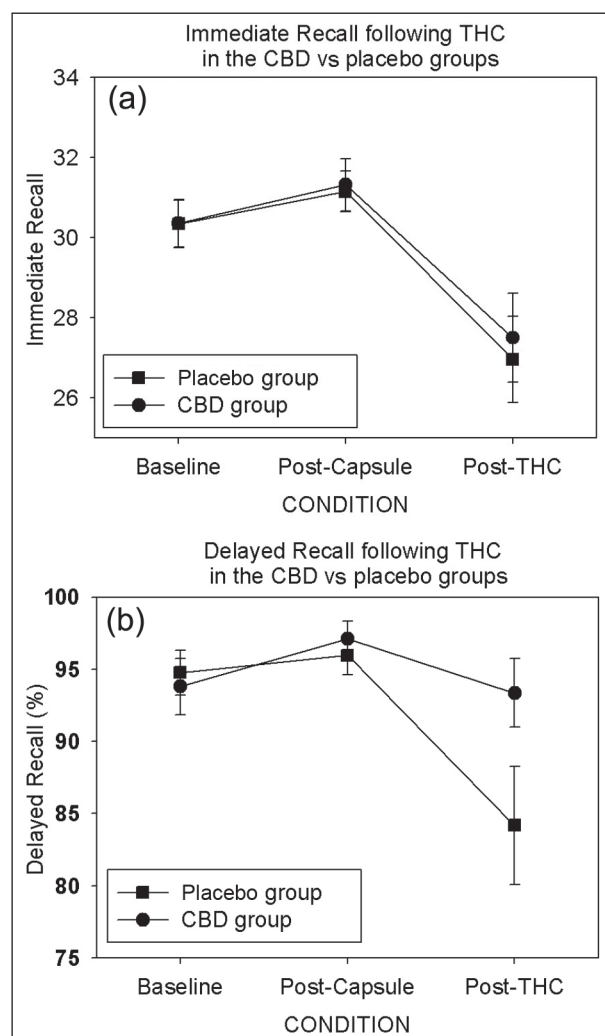 Immediate Recall following THC
in the CBD vs placebo groups
(a)
34
32
30
28
26
Immediate Recall
Placebo group
CBD group
Baseline Post-Capsule Post-THC
CONDITION
Delayed Recall following THC
in the CBD vs placebo groups
(b)
100
95
90
85
80
75
Delayed Recall (%)
Placebo group
CBD group
Baseline Post-Capsule Post-THC
CONDITION